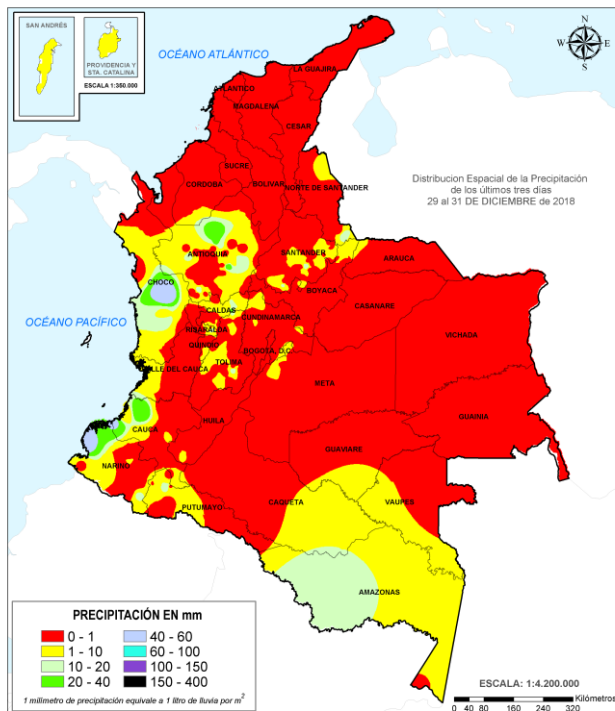 SAN ANDRÉS
PROVIDENCIA Y
STA. CATALINA
ESCALA 1:350.000
OCÉANO ATLÁNTICO
N
W
E
S
LA GUAJIRA
ATLANTICO
MAGDALENA
CESAR
SUCRE
CORDOBA
BOLIVAR
NORTE DE SANTANDER
Distribucion Espacial de la Precipitación
de los últimos tres días
29 al 31 DE DICIEMBRE de 2018
ANTIOQUIA
SANTANDER
ARAUCA
CHOCO
BOYACA
CASANARE
CALDAS
CUNDINAMARCA
OCÉANO PACÍFICO
RISARALDA
VICHADA
QUINDIO
BOGOTA, D.C.
TOLIMA
VALLE DEL CAUCA
META
GUAINIA
HUILA
CAUCA
GUAVIARE
NARIÑO
CAQUETA
VAUPES
PUTUMAYO
AMAZONAS
PRECIPITACIÓN EN mm
0 - 1
40 - 60
1 - 10
60 - 100
10 - 20
100 - 150
20 - 40
150 - 400
1 milímetro de precipitación equivale a 1 litro de lluvia por m²
ESCALA: 1:4.200.000
Kilómetros
0 40 80 160 240 320